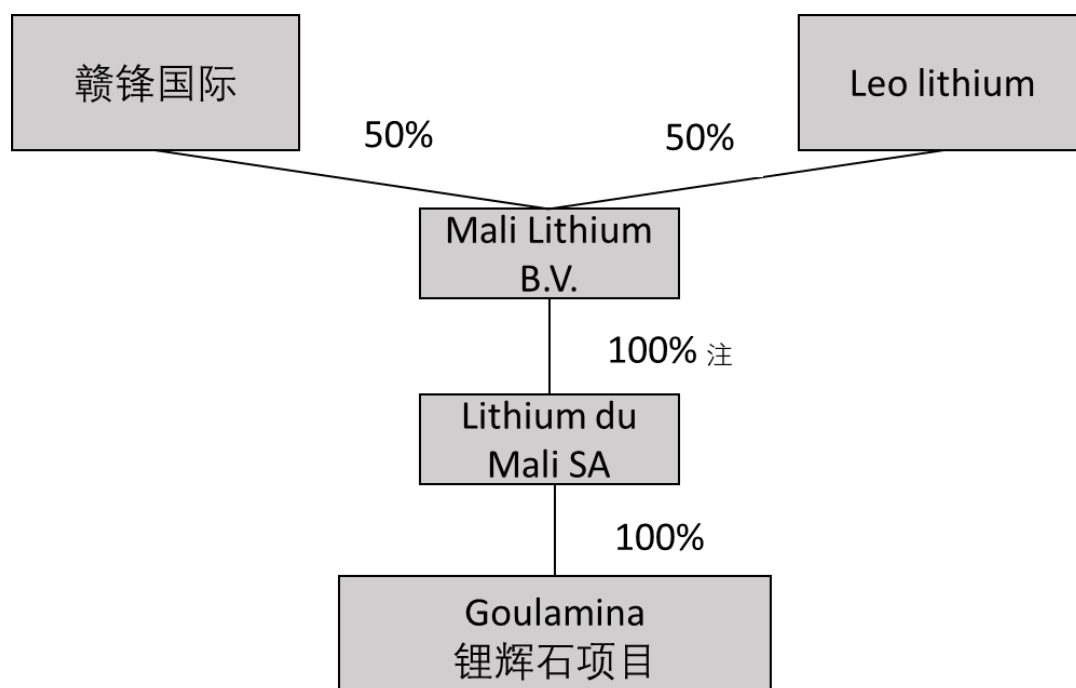 赣锋国际
Leo lithium
50%
50%
Mali Lithium
B.V.
100% 注
Lithium du
Mali SA
100%
Goulamina
锂辉石项目